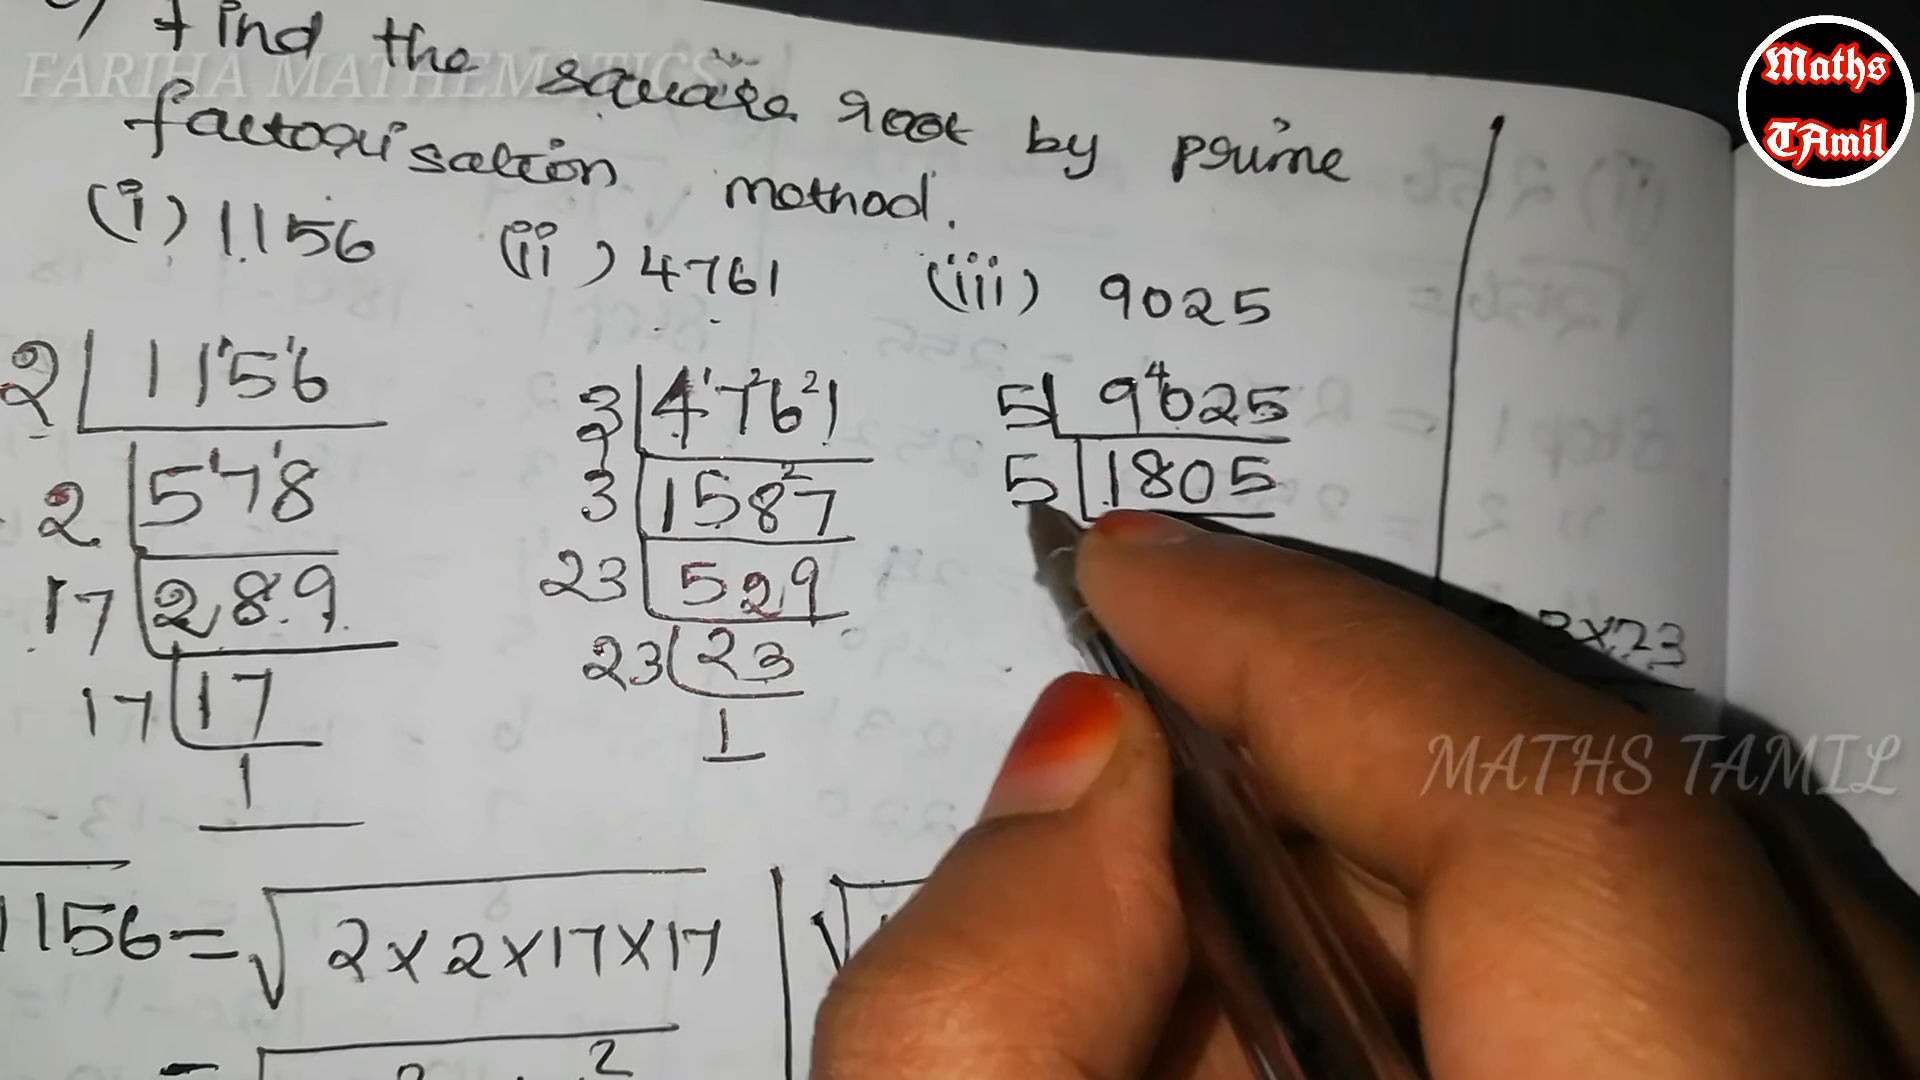 Find the square root by prime
factorisation method.
(i) 1156 (ii) 4761 (iii) 9025
2 1156
2 578
17 289
17 17
1
3 4761
3 1587
23 529
23 23
1
5 9025
5 1805
×23
1156 = √2×2×17×17
=
2
FARIHA MATHEMATICS
Maths
TAmil
MATHS TAMIL